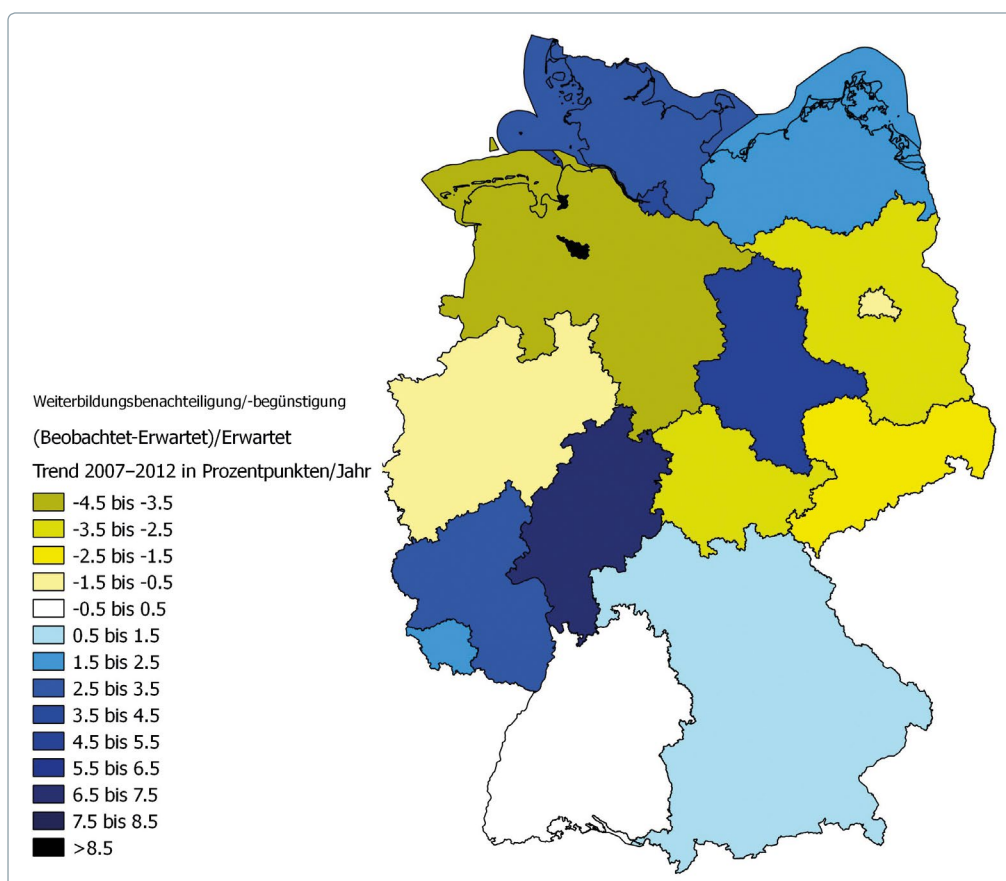 Weiterbildungsbenachteiligung/-begünstigung
(Beobachtet-Erwartet)/Erwartet
Trend 2007–2012 in Prozentpunkten/Jahr
-4.5 bis -3.5
-3.5 bis -2.5
-2.5 bis -1.5
-1.5 bis -0.5
-0.5 bis 0.5
0.5 bis 1.5
1.5 bis 2.5
2.5 bis 3.5
3.5 bis 4.5
4.5 bis 5.5
5.5 bis 6.5
6.5 bis 7.5
7.5 bis 8.5
>8.5